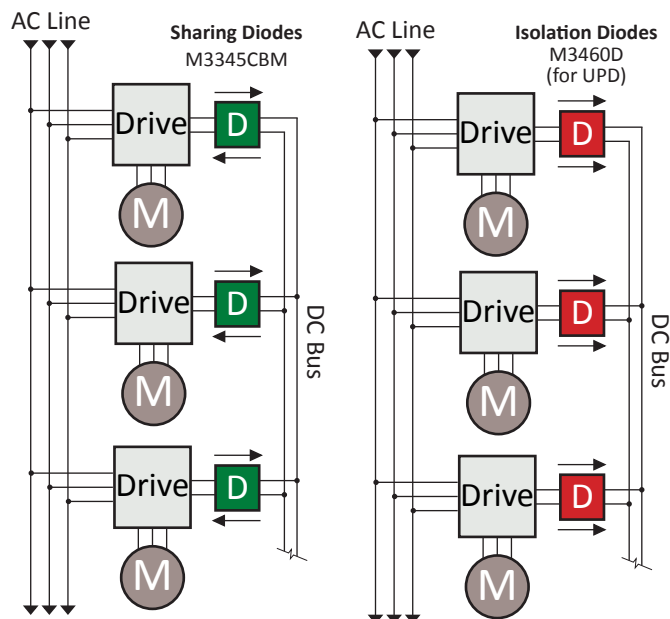 AC Line
Sharing Diodes
M3345CBM
Drive
D
M
Drive
D
M
Drive
D
M
DC Bus
AC Line
Isolation Diodes
M3460D
(for UPD)
Drive
D
M
Drive
D
M
Drive
D
M
DC Bus